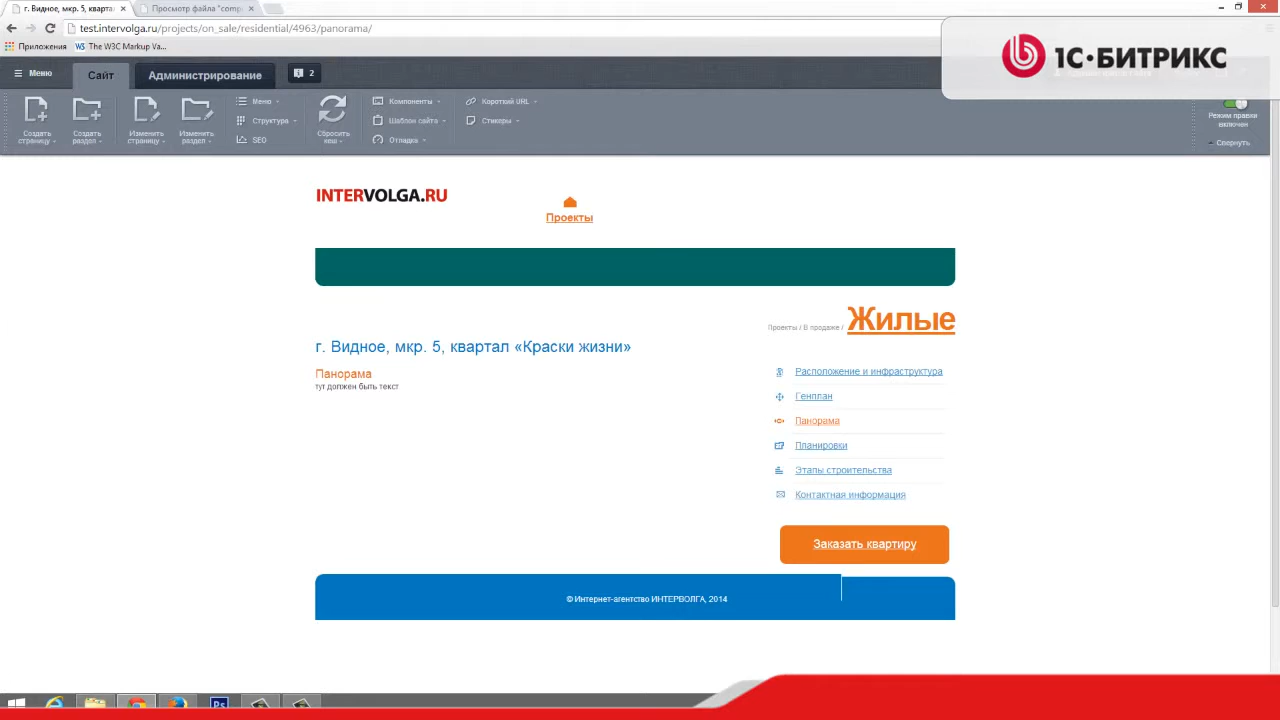 г. Видное, мкр. 5, кварта
Просмотр файла "comp
test.intervolga.ru/projects/on_sale/residential/4963/panorama/
Приложения
The W3C Markup Va...
1С·БИТРИКС
Меню
Сайт
Администрирование
2
Создать страницу
Создать раздел
Изменить страницу
Изменить раздел
Меню
Структура
SEO
Сбросить кеш
Компоненты
Шаблон сайта
Отладка
Короткий URL
Стикеры
Режим правки включен
Свернуть
INTERVOLGA.RU
Проекты
Проекты / В продаже / Жилые
г. Видное, мкр. 5, квартал «Краски жизни»
Панорама
тут должен быть текст
Расположение и инфраструктура
Генплан
Панорама
Планировки
Этапы строительства
Контактная информация
Заказать квартиру
© Интернет-агентство ИНТЕРВОЛГА, 2014
Ps